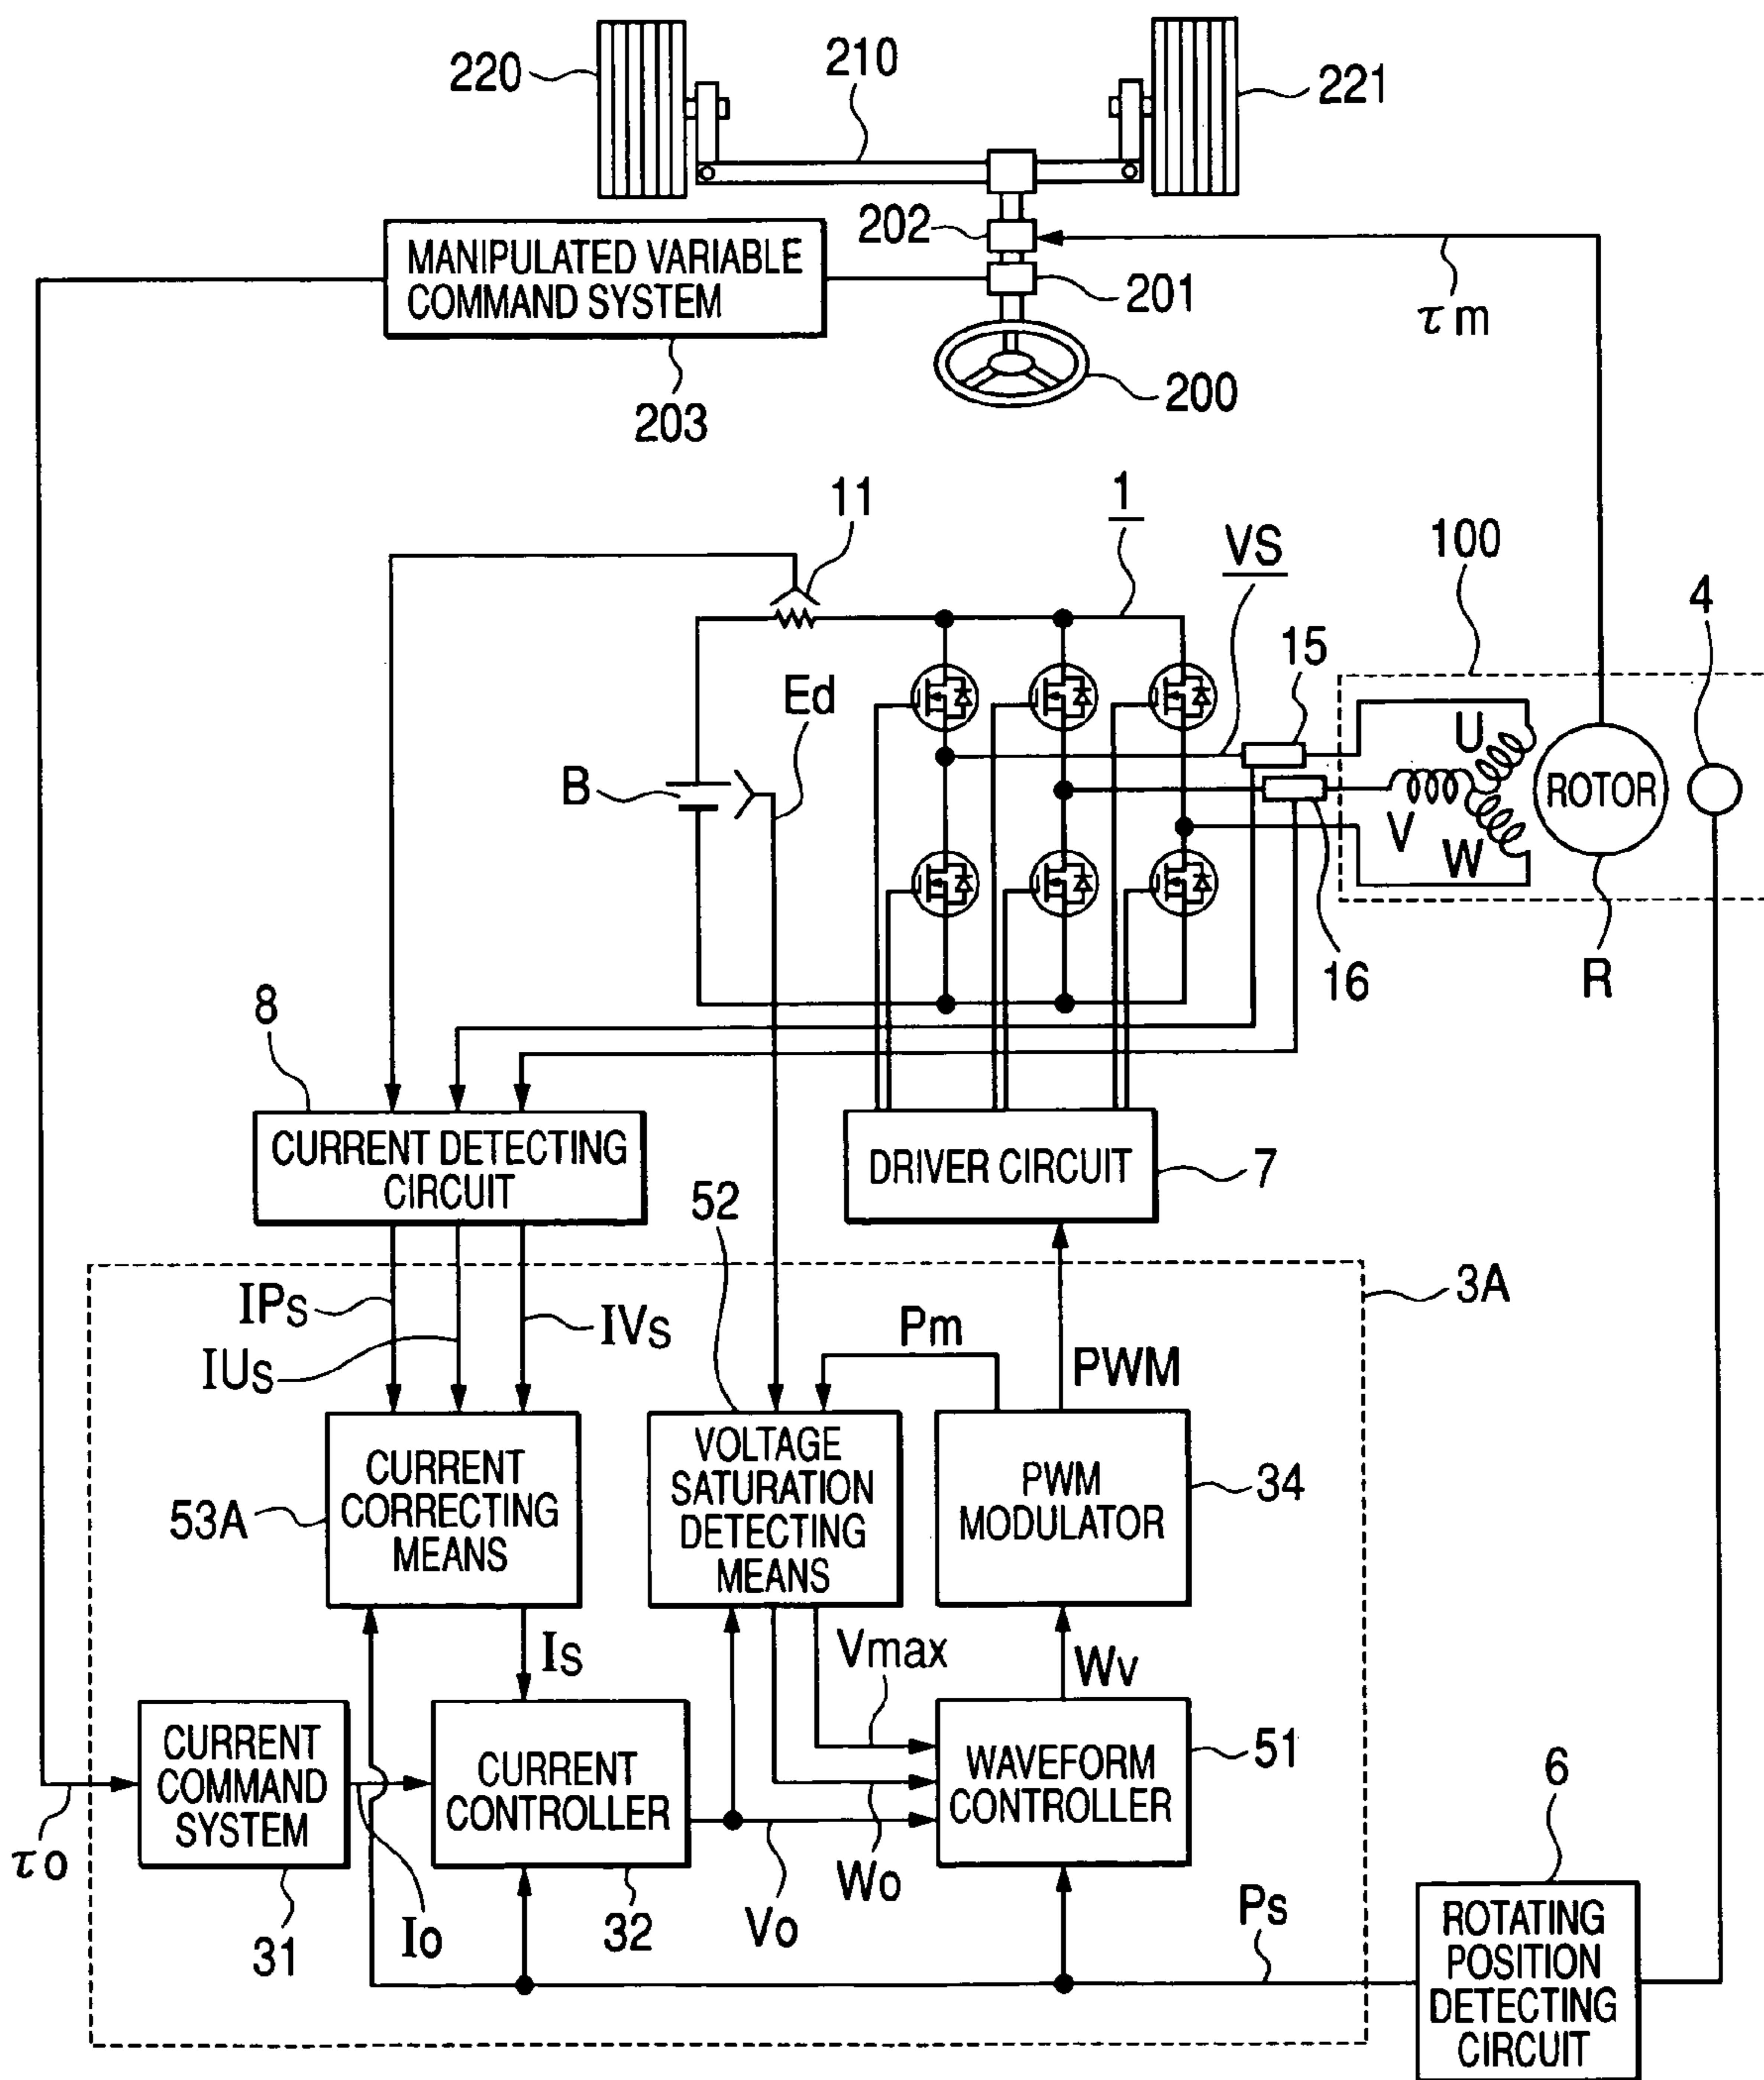 220
210
221
202
MANIPULATED VARIABLE
COMMAND SYSTEM
201
τm
200
203
11
1
VS
100
4
15
Ed
U
B
ROTOR
V
W
16
R
8
CURRENT DETECTING
CIRCUIT
DRIVER CIRCUIT
7
52
3A
IPs
IVs
Pm
IUs
PWM
VOLTAGE
SATURATION
DETECTING
MEANS
CURRENT
CORRECTING
MEANS
PWM
MODULATOR
34
53A
Is
Vmax
Wv
CURRENT
COMMAND
SYSTEM
CURRENT
CONTROLLER
WAVEFORM
CONTROLLER
51
6
τo
Wo
Ps
31
Io
32
Vo
ROTATING
POSITION
DETECTING
CIRCUIT